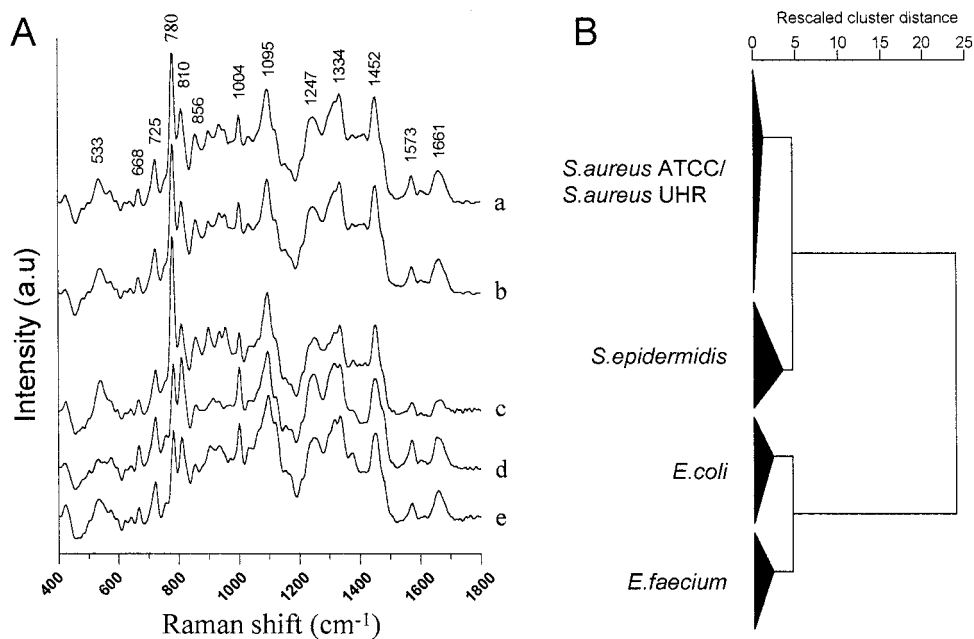 A
780
810
856
1004
1095
1247
1334
1452
533
668
725
1573
1661
a
b
c
d
e
Intensity (a.u)
400
600
800
1000
1200
1400
1600
1800
Raman shift (cm-1)
B
Rescaled cluster distance
0 5 10 15 20 25
S.aureus ATCC/
S.aureus UHR
S.epidermidis
E.coli
E.faecium